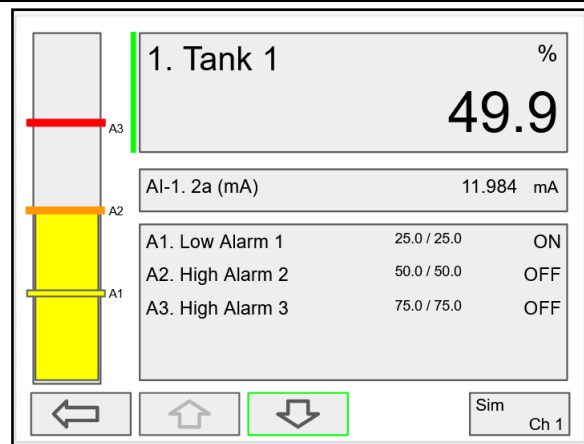 1. Tank 1 %
49.9
A3
AI-1. 2a (mA) 11.984 mA
A2
A1. Low Alarm 1 25.0 / 25.0 ON
A2. High Alarm 2 50.0 / 50.0 OFF
A1
A3. High Alarm 3 75.0 / 75.0 OFF
Sim
Ch 1